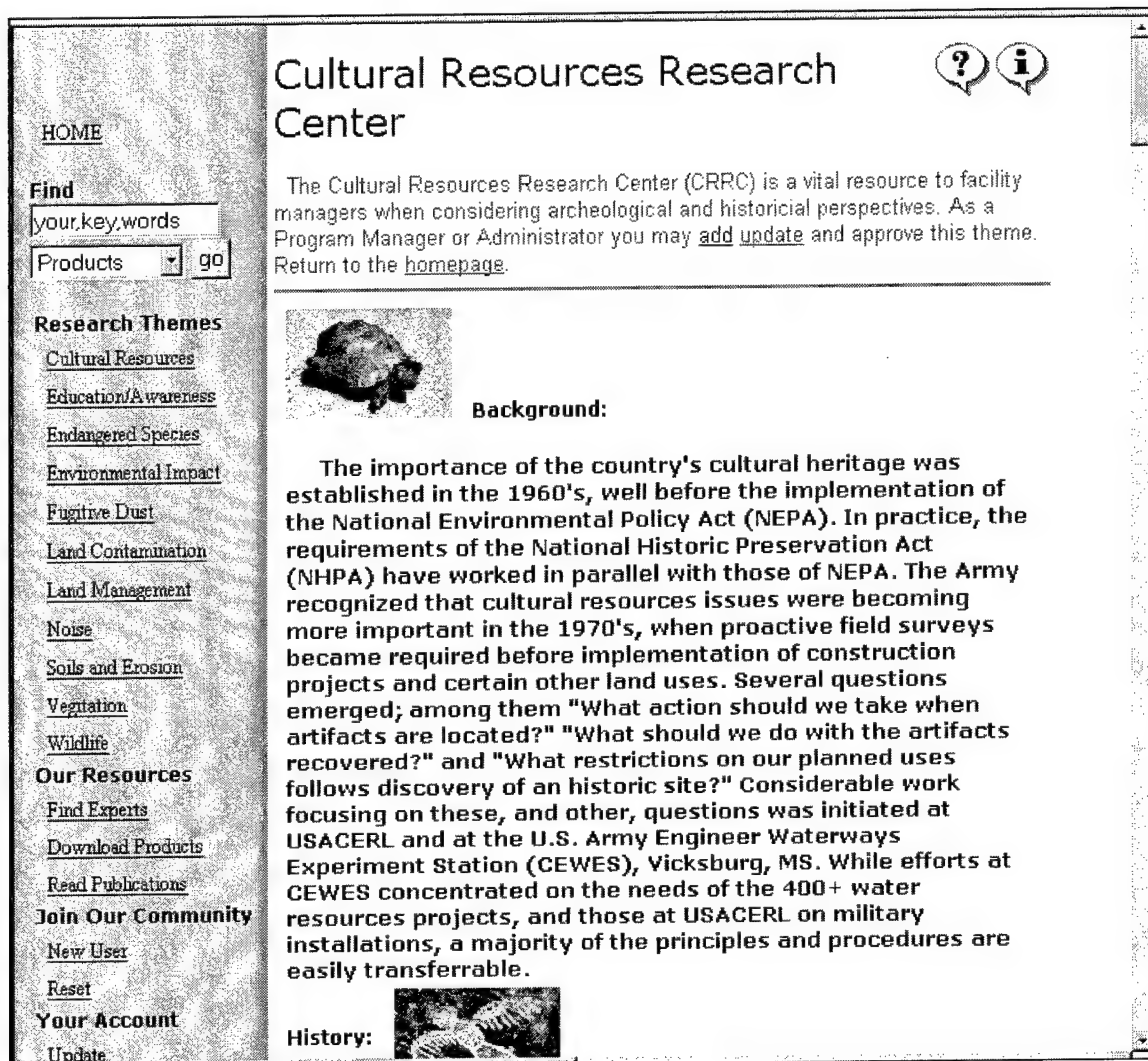 Cultural Resources Research
Center
? i
HOME
Find
your,key,words
Products go
Research Themes
Cultural Resources
Education/Awareness
Endangered Species
Environmental Impact
Fugitive Dust
Land Contamination
Land Management
Noise
Soils and Erosion
Vegitation
Wildlife
Our Resources
Find Experts
Download Products
Read Publications
Join Our Community
New User
Reset
Your Account
Update
The Cultural Resources Research Center (CRRC) is a vital resource to facility
managers when considering archeological and historicial perspectives. As a
Program Manager or Administrator you may add update and approve this theme.
Return to the homepage.
Background:
The importance of the country's cultural heritage was
established in the 1960's, well before the implementation of
the National Environmental Policy Act (NEPA). In practice, the
requirements of the National Historic Preservation Act
(NHPA) have worked in parallel with those of NEPA. The Army
recognized that cultural resources issues were becoming
more important in the 1970's, when proactive field surveys
became required before implementation of construction
projects and certain other land uses. Several questions
emerged; among them "What action should we take when
artifacts are located?" "What should we do with the artifacts
recovered?" and "What restrictions on our planned uses
follows discovery of an historic site?" Considerable work
focusing on these, and other, questions was initiated at
USACERL and at the U.S. Army Engineer Waterways
Experiment Station (CEWES), Vicksburg, MS. While efforts at
CEWES concentrated on the needs of the 400+ water
resources projects, and those at USACERL on military
installations, a majority of the principles and procedures are
easily transferrable.
History: